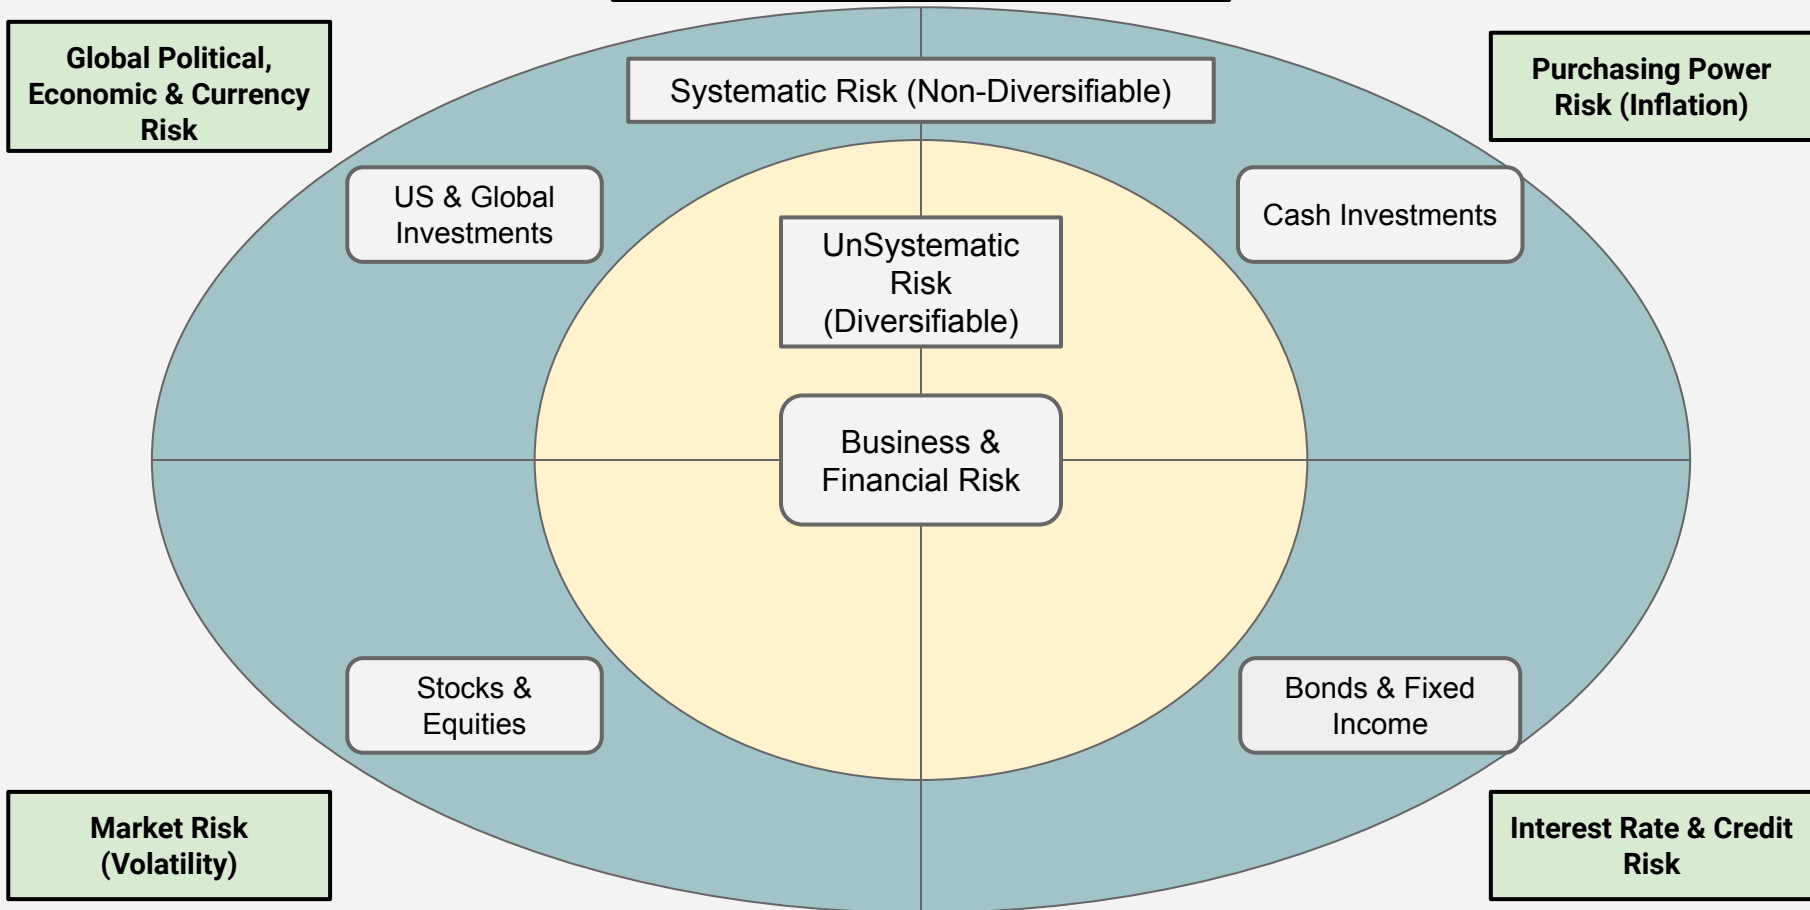 Global Political,
Economic & Currency
Risk
Systematic Risk (Non-Diversifiable)
Purchasing Power
Risk (Inflation)
US & Global
Investments
UnSystematic
Risk
(Diversifiable)
Cash Investments
Business &
Financial Risk
Stocks &
Equities
Bonds & Fixed
Income
Market Risk
(Volatility)
Interest Rate & Credit
Risk